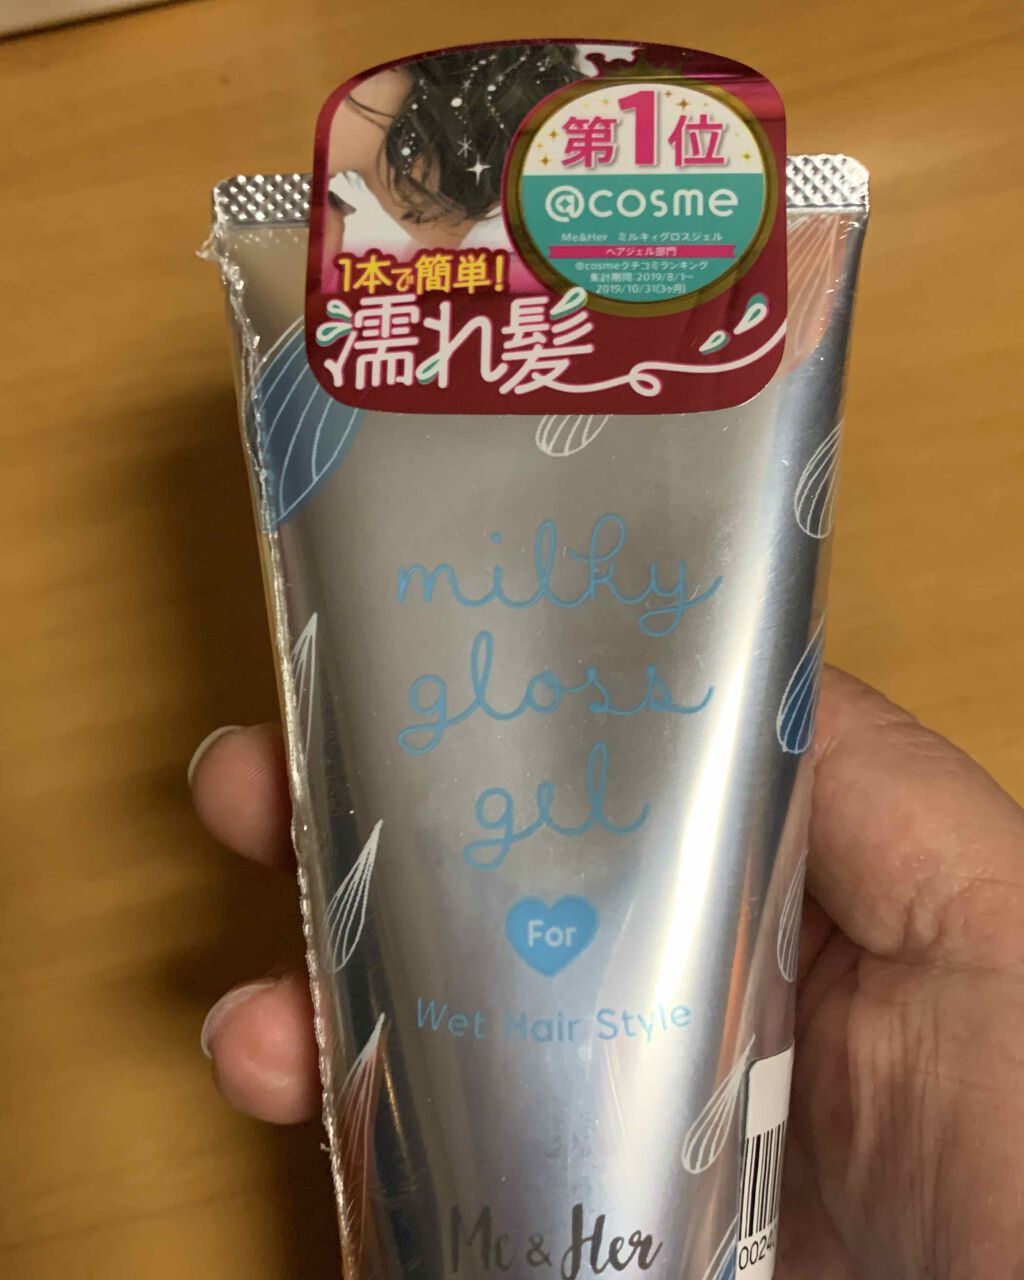 第1位
@cosme
Me&Her ミルキィグロスジェル
ヘアジェル部門
@cosmeクチコミランキング
集計期間:2019/8/1〜
2019/10/31(3ヶ月)
1本で簡単!
濡れ髪
milky
gloss
gel
For
Wet Hair Style
Me & Her